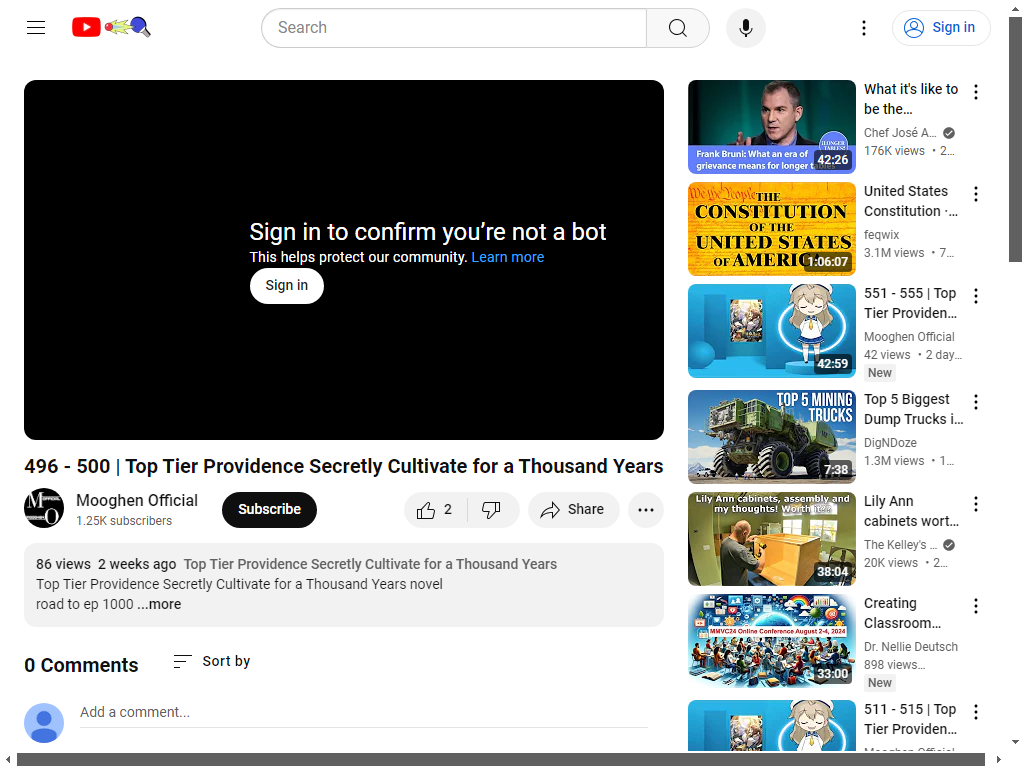 Search
Sign in
Sign in to confirm you’re not a bot
This helps protect our community. Learn more
Sign in
496 - 500 | Top Tier Providence Secretly Cultivate for a Thousand Years
Mooghen Official
1.25K subscribers
Subscribe
2
Share
86 views 2 weeks ago Top Tier Providence Secretly Cultivate for a Thousand Years
Top Tier Providence Secretly Cultivate for a Thousand Years novel
road to ep 1000 ...more
0 Comments
Sort by
Add a comment...
Frank Bruni: What an era of
grievance means for longer
42:26
What it's like to
be the…
Chef José A…
176K views • 2…
We the People
THE
CONSTITUTION
OF THE
UNITED STATES
OF AMERICA
1:06:07
United States
Constitution ·…
feqwix
3.1M views • 7…
42:59
551 - 555 | Top
Tier Providen…
Mooghen Official
42 views • 2 day…
New
TOP 5 MINING
TRUCKS
7:38
Top 5 Biggest
Dump Trucks i…
DigNDoze
1.3M views • 1…
Lily Ann cabinets, assembly and
my thoughts! Worth it??
38:04
Lily Ann
cabinets wort…
The Kelley's …
20K views • 2…
MMVC24 Online Conference August 2-4, 2024
33:00
Creating
Classroom…
Dr. Nellie Deutsch
898 views…
New
511 - 515 | Top
Tier Providen…
Mooghen Official